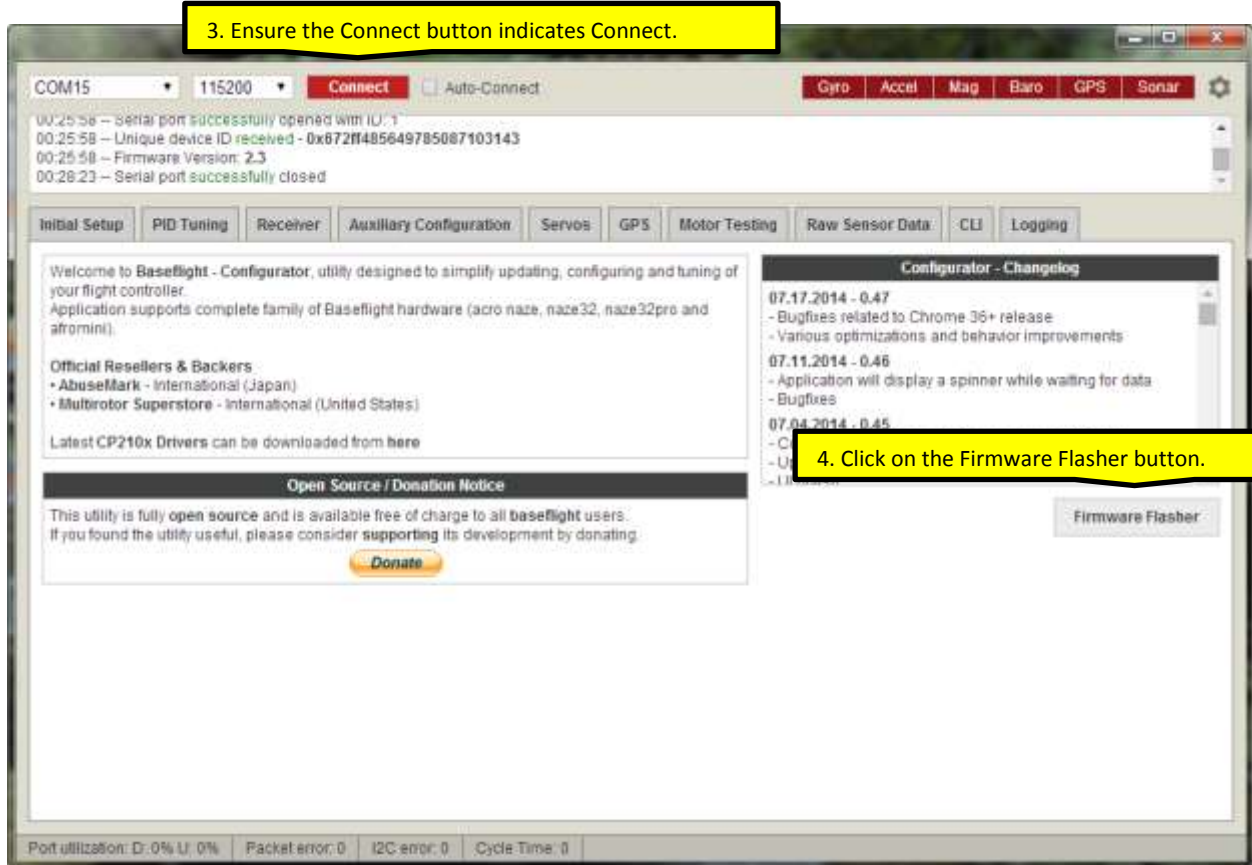 3. Ensure the Connect button indicates Connect.
COM15 115200 Connect Auto-Connect Gyro Accel Mag Baro GPS Sonar
00:25:58 -- Serial port successfully opened with ID: 1
00:25:58 -- Unique device ID received - 0x672ff485649785087103143
00:25:58 -- Firmware Version: 2.3
00:28:23 -- Serial port successfully closed
Initial Setup PID Tuning Receiver Auxiliary Configuration Servos GPS Motor Testing Raw Sensor Data CLI Logging
Welcome to Baseflight - Configurator, utility designed to simplify updating, configuring and tuning of
your flight controller.
Application supports complete family of Baseflight hardware (acro naze, naze32, naze32pro and
afromini).
Official Resellers & Backers
• AbuseMark - International (Japan)
• Multirotor Superstore - International (United States)
Latest CP210x Drivers can be downloaded from here
Open Source / Donation Notice
This utility is fully open source and is available free of charge to all baseflight users.
If you found the utility useful, please consider supporting its development by donating.
Donate
Configurator - Changelog
07.17.2014 - 0.47
- Bugfixes related to Chrome 36+ release
- Various optimizations and behavior improvements
07.11.2014 - 0.46
- Application will display a spinner while waiting for data
- Bugfixes
07.04.2014 - 0.45
4. Click on the Firmware Flasher button.
Firmware Flasher
Port utilization: D: 0% U: 0% Packet error: 0 I2C error: 0 Cycle Time: 0